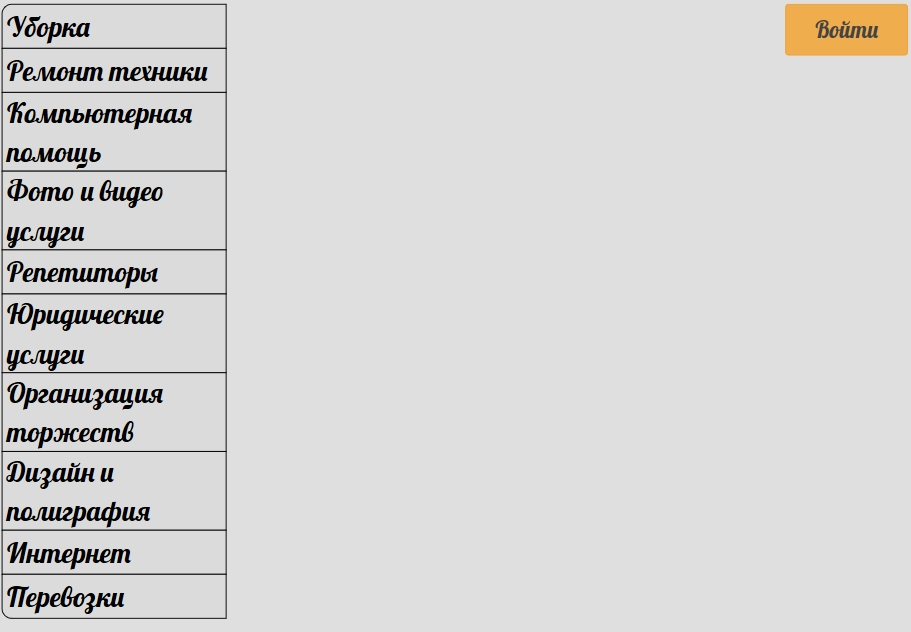 Уборка
Ремонт техники
Компьютерная
помощь
Фото и видео
услуги
Репетиторы
Юридические
услуги
Организация
торжеств
Дизайн и
полиграфия
Интернет
Перевозки
Войти